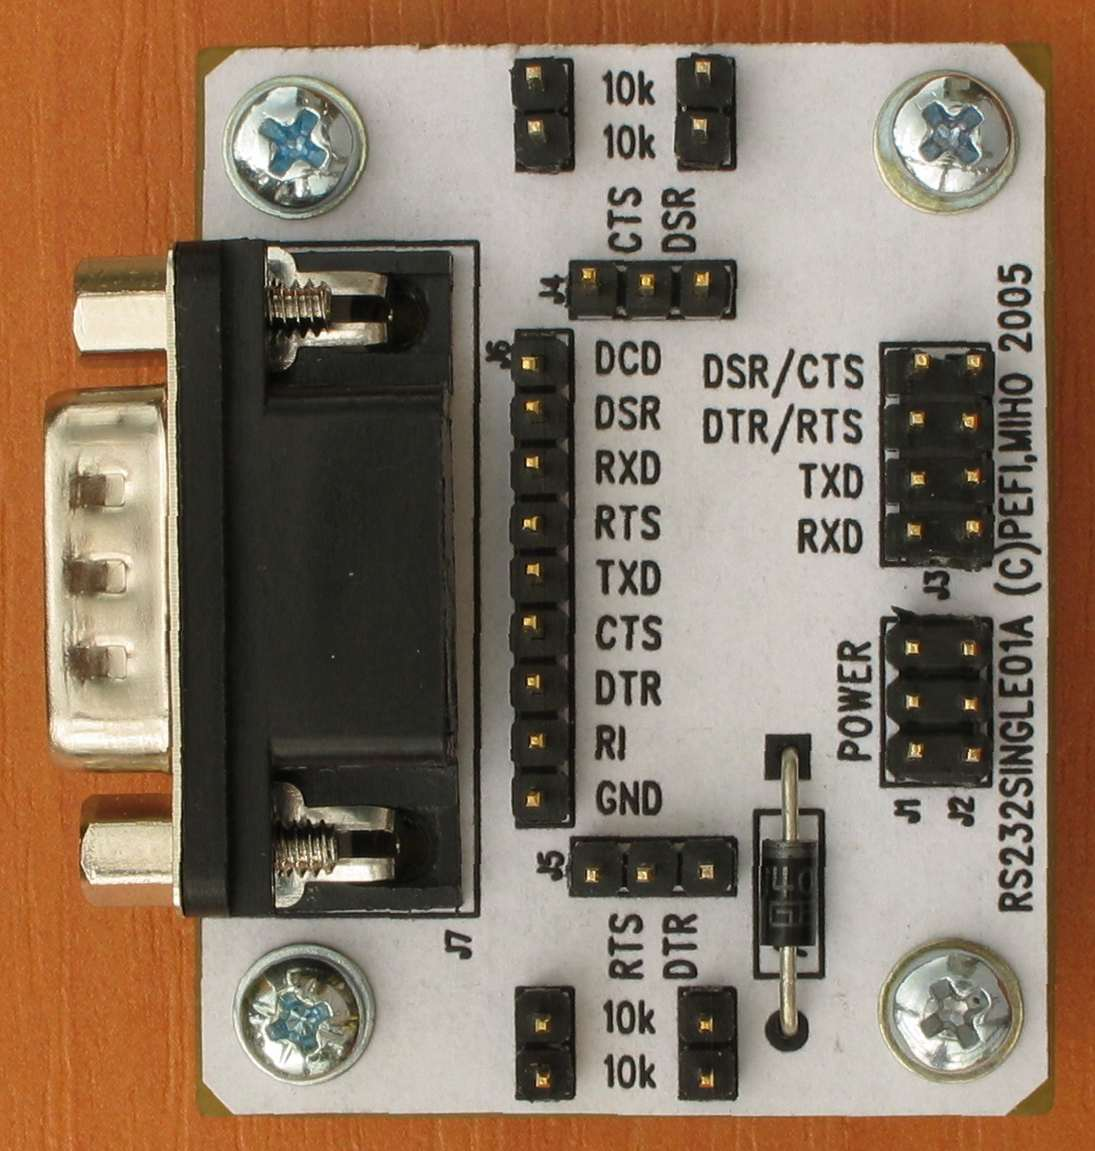 10k
10k
CTS
DSR
J4
J6
DCD
DSR
RXD
RTS
TXD
CTS
DTR
RI
GND
DSR/CTS
DTR/RTS
TXD
RXD
J3
POWER
J1
J2
RS232SINGLE01A (C)PEFI,MIHO 2005
J5
RTS
DTR
J7
10k
10k